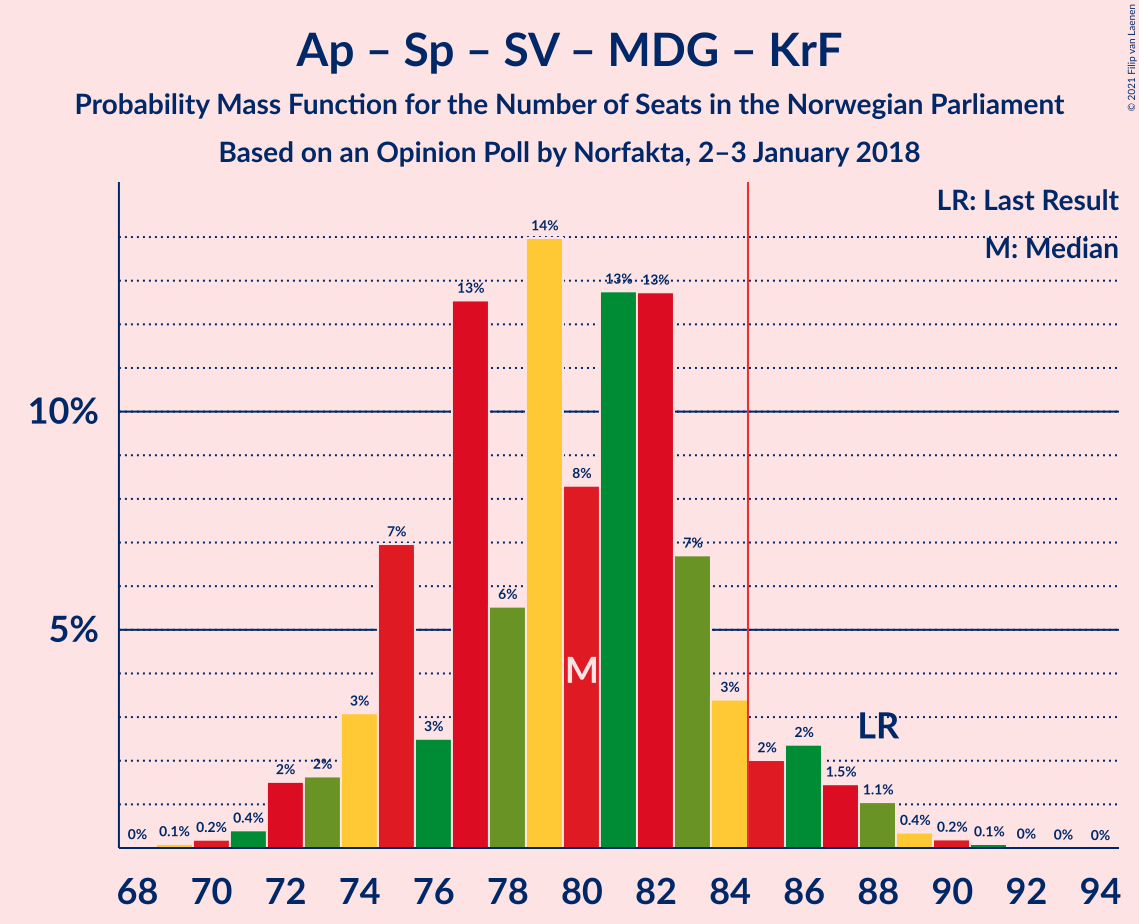 Ap – Sp – SV – MDG – KrF
Probability Mass Function for the Number of Seats in the Norwegian Parliament
Based on an Opinion Poll by Norfakta, 2–3 January 2018
© 2021 Filip van Laenen
LR: Last Result
M: Median
10%
5%
0% 0.1% 0.2% 0.4% 2% 2% 3% 7% 3% 13% 6% 14% 8% 13% 13% 7% 3% 2% 2% 1.5% 1.1% 0.4% 0.2% 0.1% 0% 0% 0%
M
LR
68 70 72 74 76 78 80 82 84 86 88 90 92 94